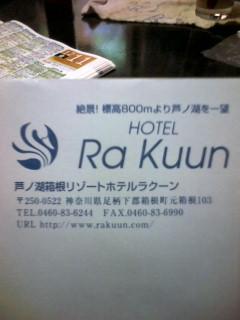 絶景! 標高800mより芦ノ湖を一望
HOTEL
Ra Kuun
芦ノ湖箱根リゾートホテルラクーン
〒250-0522 神奈川県足柄下郡箱根町元箱根103
TEL.0460-83-6244 FAX.0460-83-6990
URL http://www.rakuun.com/